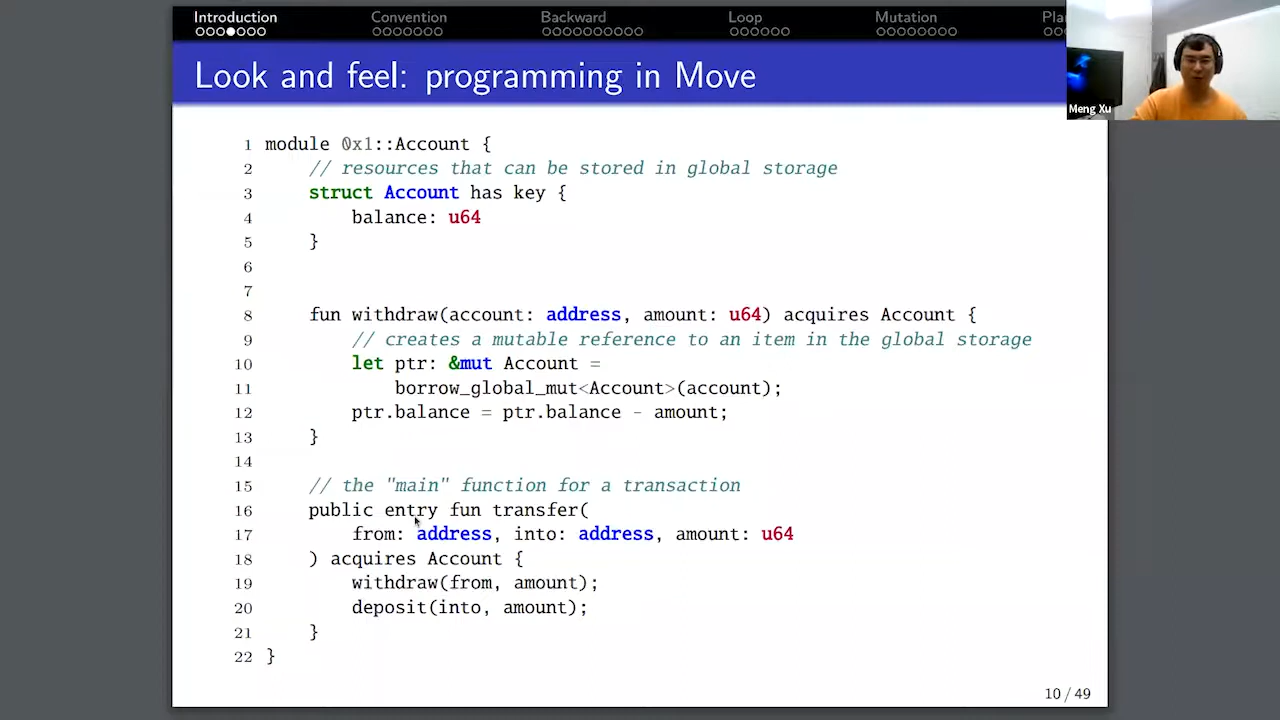 Introduction
Convention
Backward
Loop
Mutation
Look and feel: programming in Move
Meng Xu
1 module 0x1::Account {
2 // resources that can be stored in global storage
3 struct Account has key {
4 balance: u64
5 }
6
7
8 fun withdraw(account: address, amount: u64) acquires Account {
9 // creates a mutable reference to an item in the global storage
10 let ptr: &mut Account =
11 borrow_global_mut<Account>(account);
12 ptr.balance = ptr.balance - amount;
13 }
14
15 // the "main" function for a transaction
16 public entry fun transfer(
17 from: address, into: address, amount: u64
18 ) acquires Account {
19 withdraw(from, amount);
20 deposit(into, amount);
21 }
22 }
10 / 49